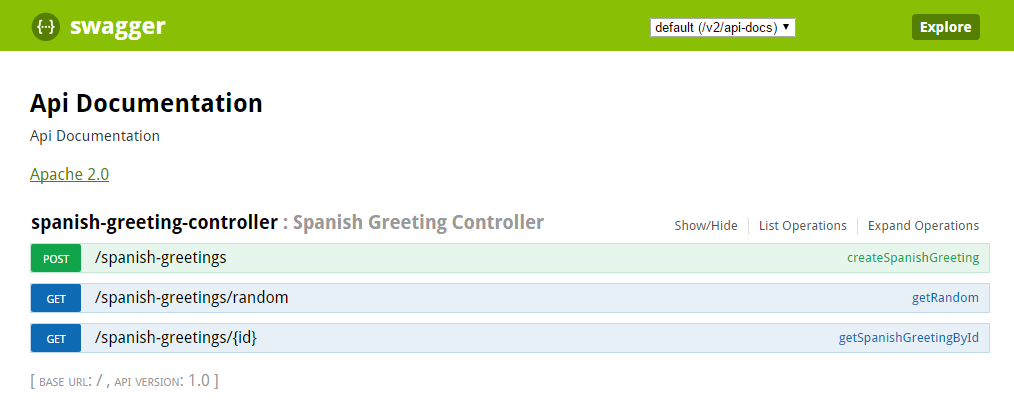 {··} swagger default (/v2/api-docs) Explore
Api Documentation
Api Documentation
Apache 2.0
spanish-greeting-controller : Spanish Greeting Controller Show/Hide List Operations Expand Operations
POST /spanish-greetings createSpanishGreeting
GET /spanish-greetings/random getRandom
GET /spanish-greetings/{id} getSpanishGreetingById
[ BASE URL: / , API VERSION: 1.0 ]